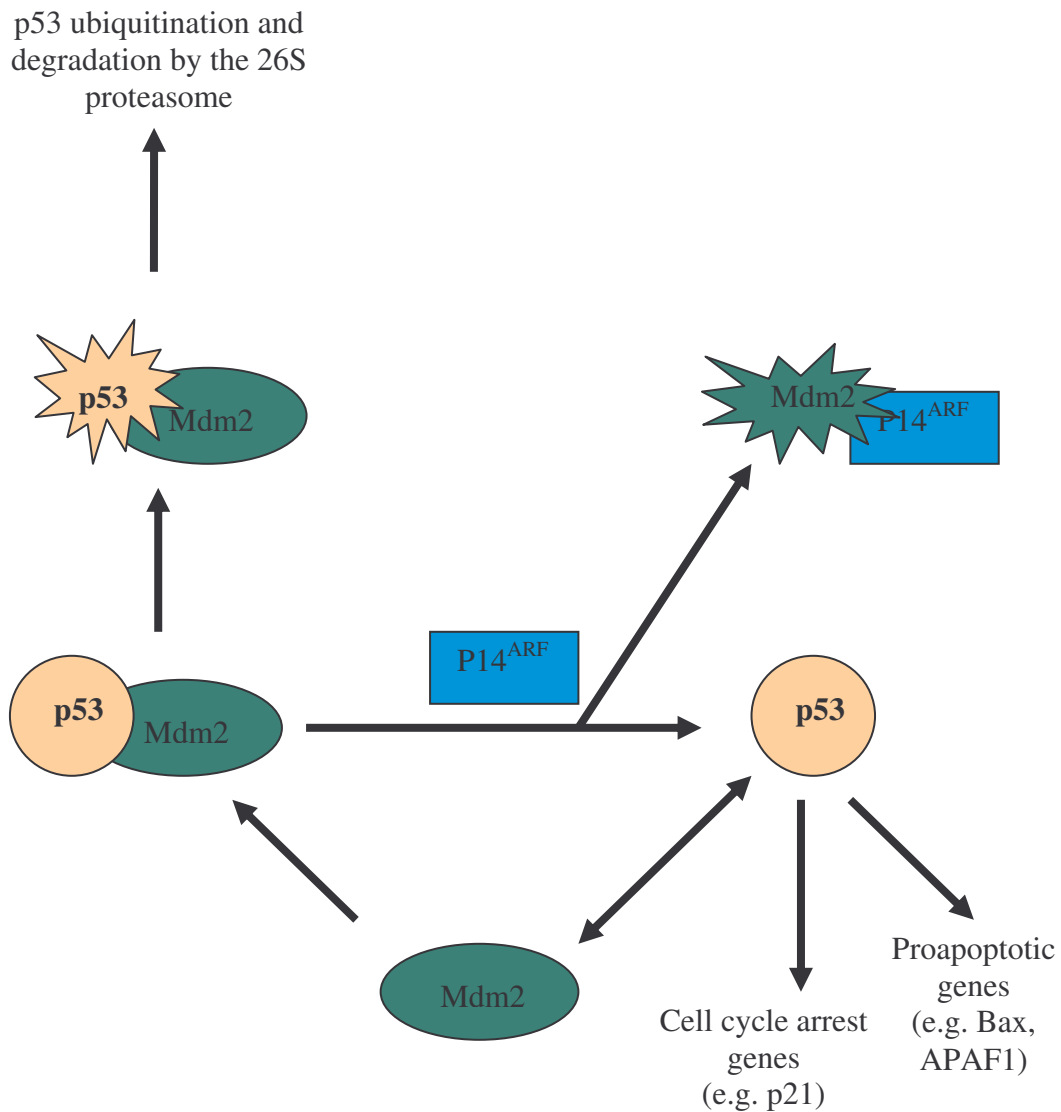 p53 ubiquitination and
degradation by the 26S
proteasome
p53
Mdm2
Mdm2
P14ARF
P14ARF
p53
Mdm2
p53
Mdm2
Cell cycle arrest
genes
(e.g. p21)
Proapoptotic
genes
(e.g. Bax,
APAF1)